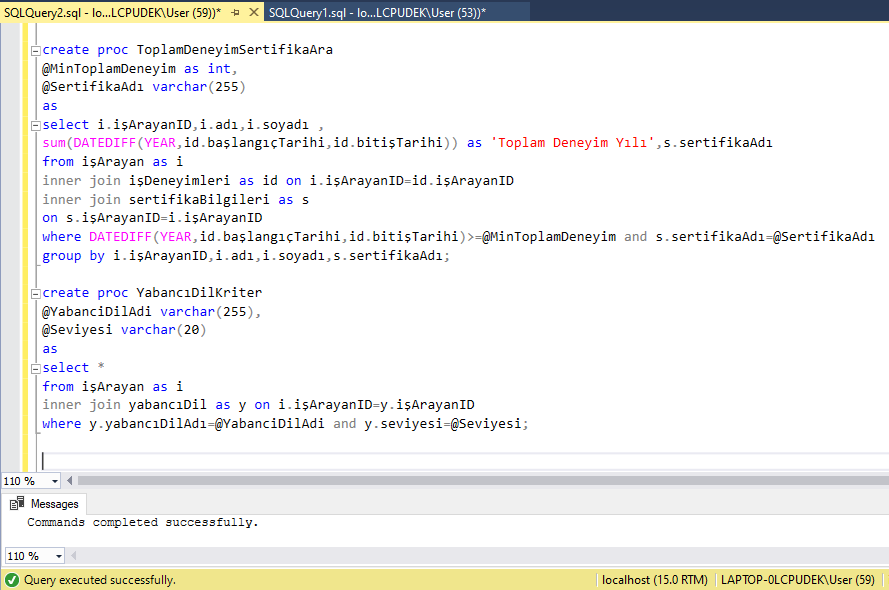 SQLQuery2.sql - lo...LCPUDEK\User (59))*
SQLQuery1.sql - lo...LCPUDEK\User (53))*
create proc ToplamDeneyimSertifikaAra
@MinToplamDeneyim as int,
@SertifikaAdı varchar(255)
as
select i.işArayanID,i.adı,i.soyadı ,
sum(DATEDIFF(YEAR,id.başlangıçTarihi,id.bitişTarihi)) as 'Toplam Deneyim Yılı',s.sertifikaAdı
from işArayan as i
inner join işDeneyimleri as id on i.işArayanID=id.işArayanID
inner join sertifikaBilgileri as s
on s.işArayanID=i.işArayanID
where DATEDIFF(YEAR,id.başlangıçTarihi,id.bitişTarihi)>=@MinToplamDeneyim and s.sertifikaAdı=@SertifikaAdı
group by i.işArayanID,i.adı,i.soyadı,s.sertifikaAdı;
create proc YabancıDilKriter
@YabanciDilAdi varchar(255),
@Seviyesi varchar(20)
as
select *
from işArayan as i
inner join yabancıDil as y on i.işArayanID=y.işArayanID
where y.yabancıDilAdı=@YabanciDilAdi and y.seviyesi=@Seviyesi;
110 %
Messages
Commands completed successfully.
110 %
Query executed successfully.
localhost (15.0 RTM)
LAPTOP-0LCPUDEK\User (59)